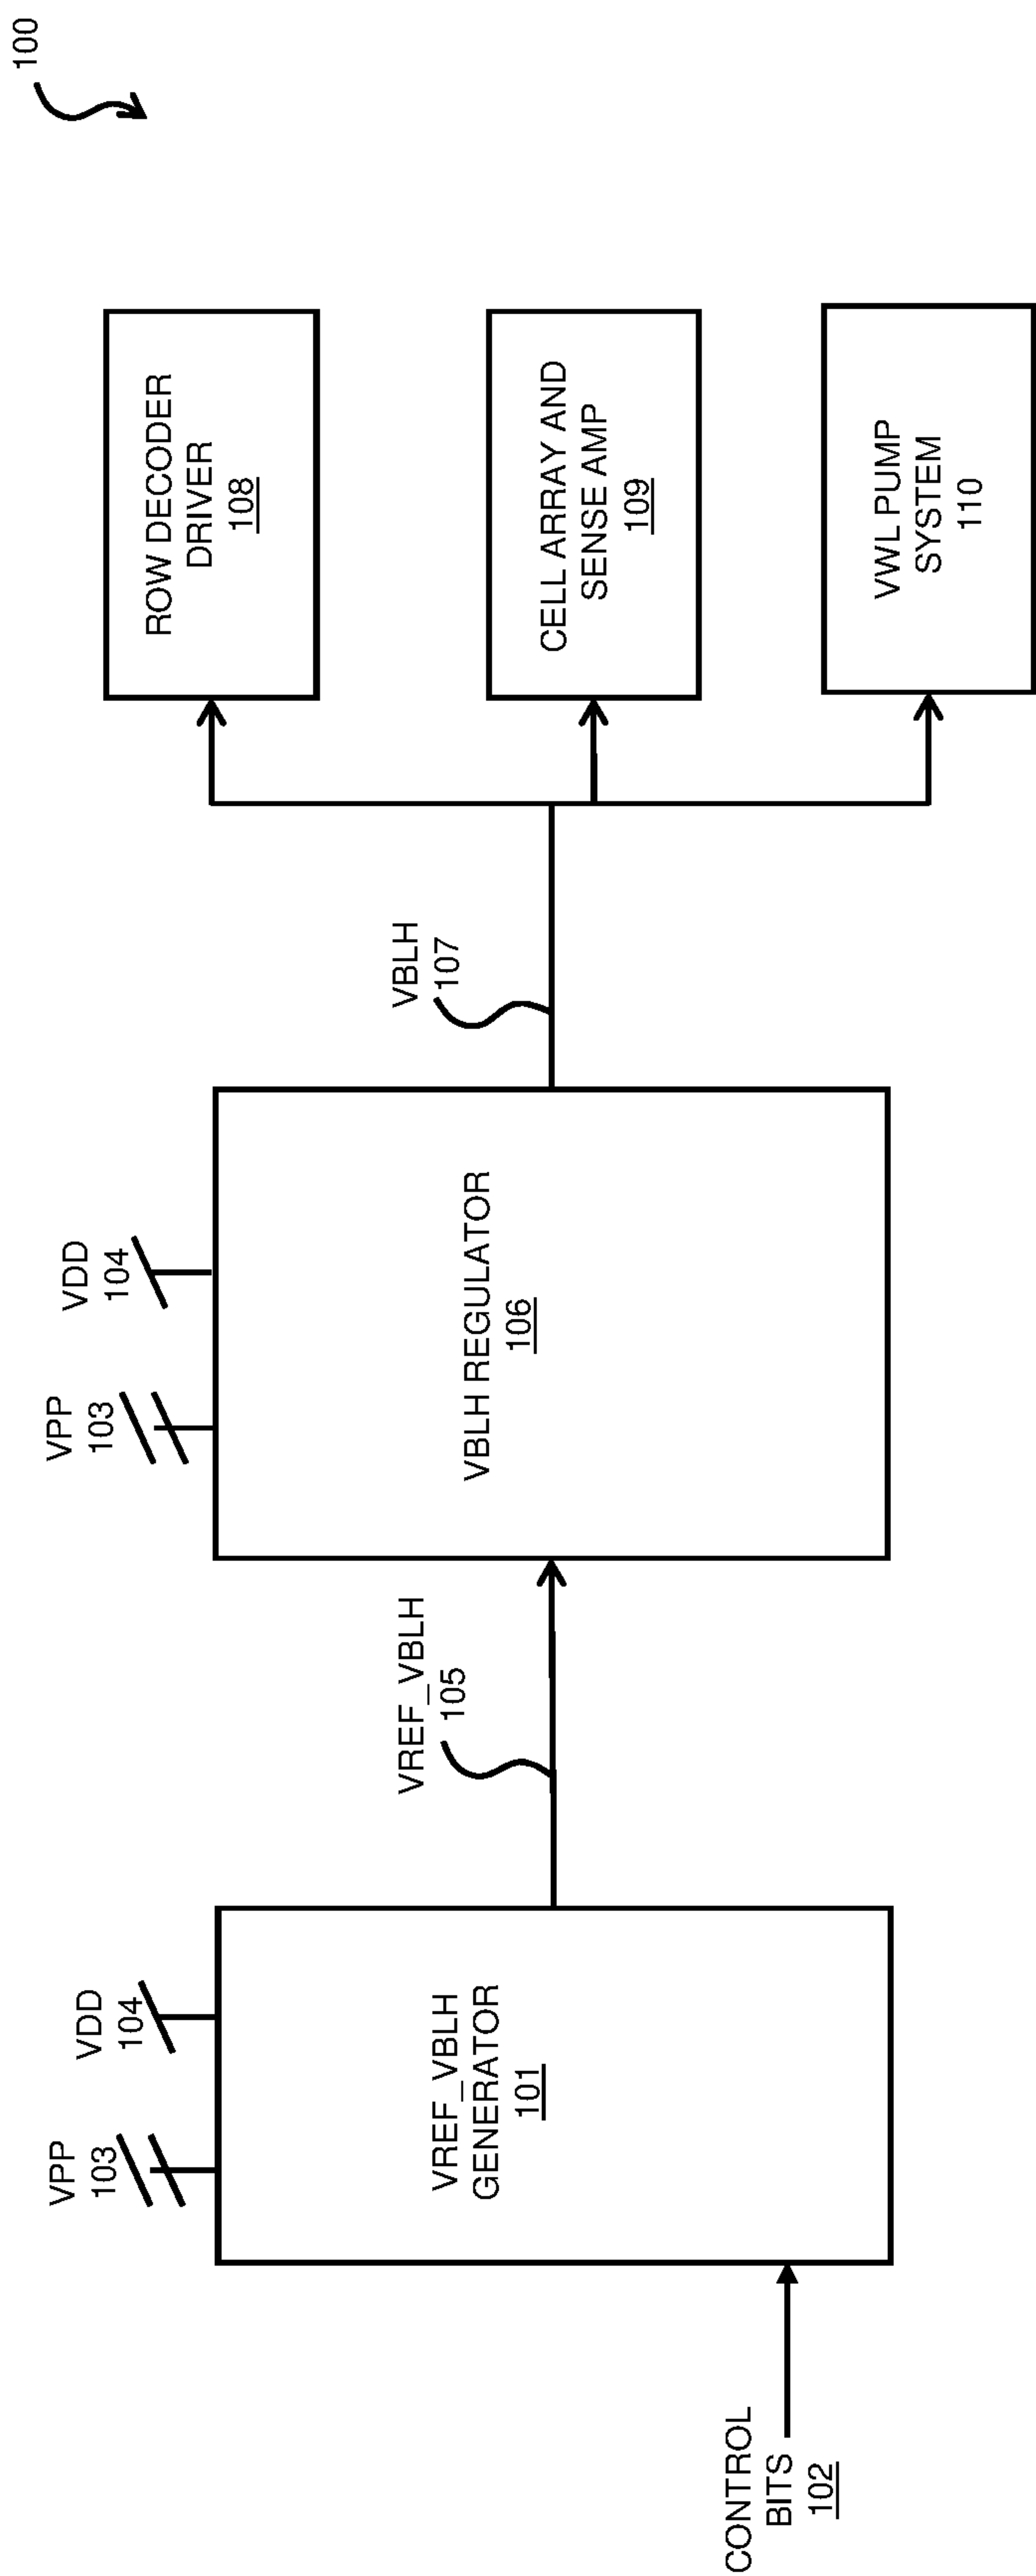 100
VPP
103
VDD
104
VREF_VBLH
GENERATOR
101
CONTROL
BITS
102
VREF_VBLH
105
VPP
103
VDD
104
VBLH REGULATOR
106
VBLH
107
ROW DECODER
DRIVER
108
CELL ARRAY AND
SENSE AMP
109
VWL PUMP
SYSTEM
110